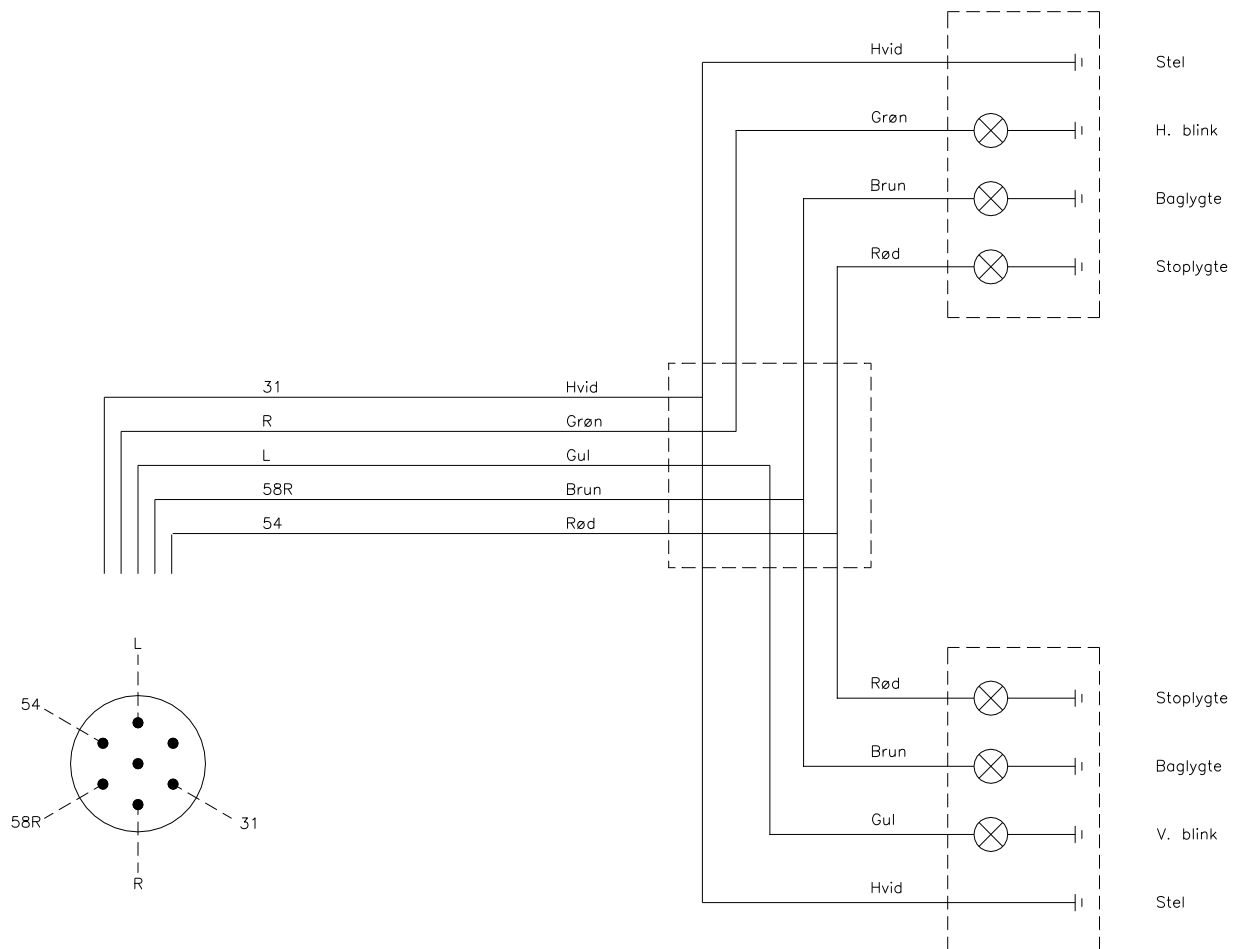 Hvid Stel
Grøn H. blink
Brun Baglygte
Rød Stoplygte
31 Hvid
R Grøn
L Gul
58R Brun
54 Rød
L
54
58R
31
R
Rød Stoplygte
Brun Baglygte
Gul V. blink
Hvid Stel